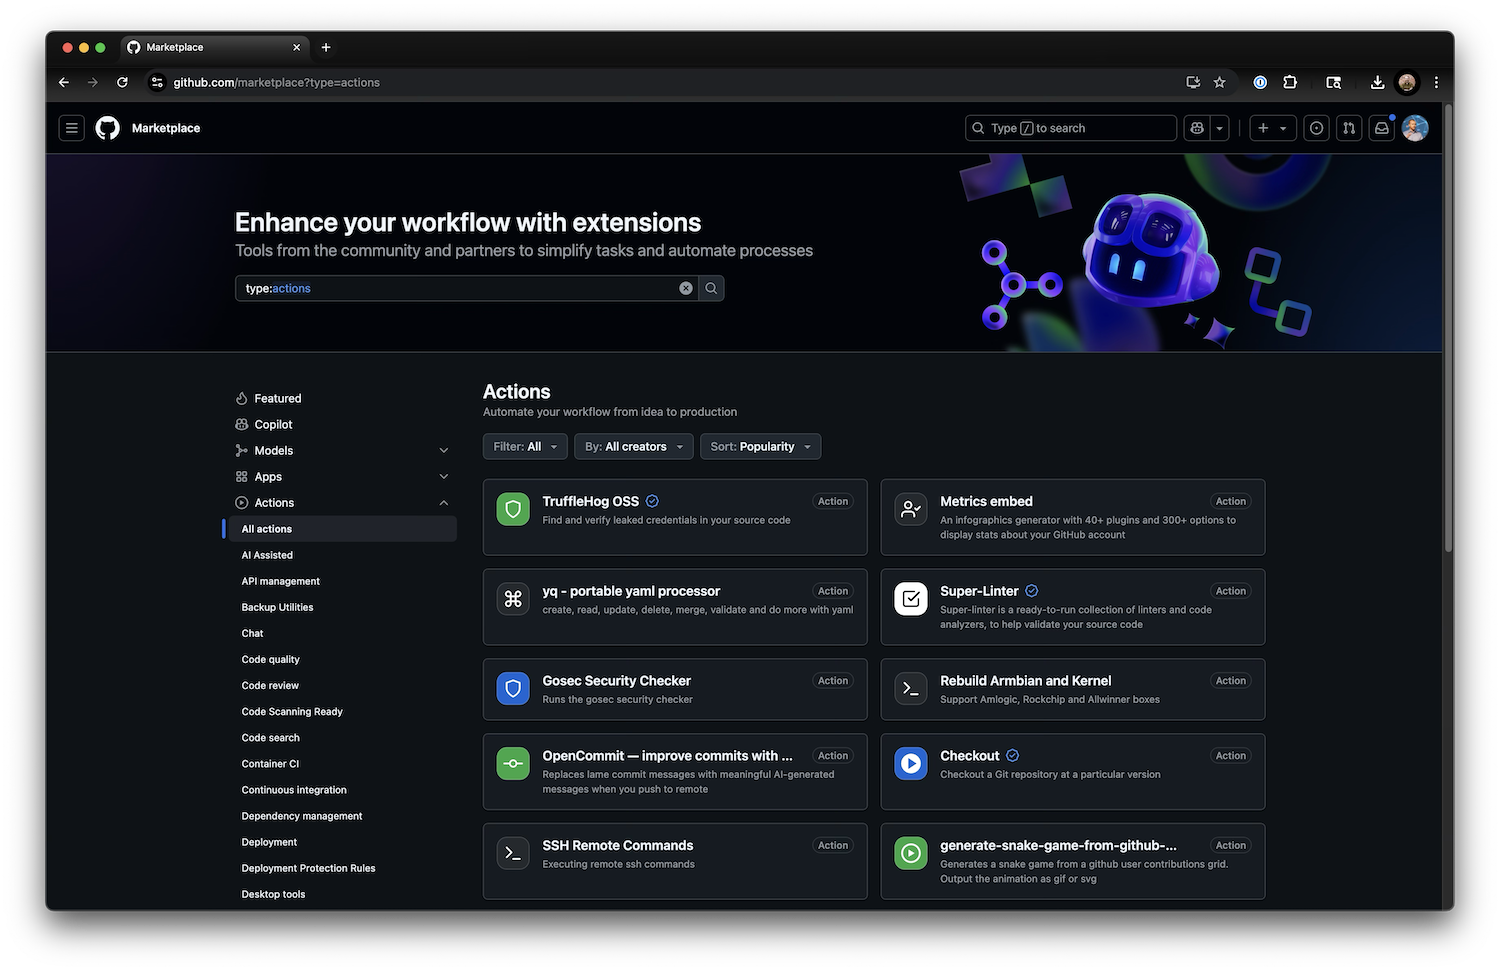 Marketplace
github.com/marketplace?type=actions
Marketplace
Type / to search
Enhance your workflow with extensions
Tools from the community and partners to simplify tasks and automate processes
type:actions
Featured
Copilot
Models
Apps
Actions
All actions
AI Assisted
API management
Backup Utilities
Chat
Code quality
Code review
Code Scanning Ready
Code search
Container CI
Continuous integration
Dependency management
Deployment
Deployment Protection Rules
Desktop tools
Actions
Automate your workflow from idea to production
Filter: All
By: All creators
Sort: Popularity
TruffleHog OSS
Action
Find and verify leaked credentials in your source code
Metrics embed
Action
An infographics generator with 40+ plugins and 300+ options to
display stats about your GitHub account
yq - portable yaml processor
Action
create, read, update, delete, merge, validate and do more with yaml
Super-Linter
Action
Super-linter is a ready-to-run collection of linters and code
analyzers, to help validate your source code
Gosec Security Checker
Action
Runs the gosec security checker
Rebuild Armbian and Kernel
Action
Support Amlogic, Rockchip and Allwinner boxes
OpenCommit — improve commits with ...
Action
Replaces lame commit messages with meaningful AI-generated
messages when you push to remote
Checkout
Action
Checkout a Git repository at a particular version
SSH Remote Commands
Action
Executing remote ssh commands
generate-snake-game-from-github-...
Action
Generates a snake game from a github user contributions grid.
Output the animation as gif or svg